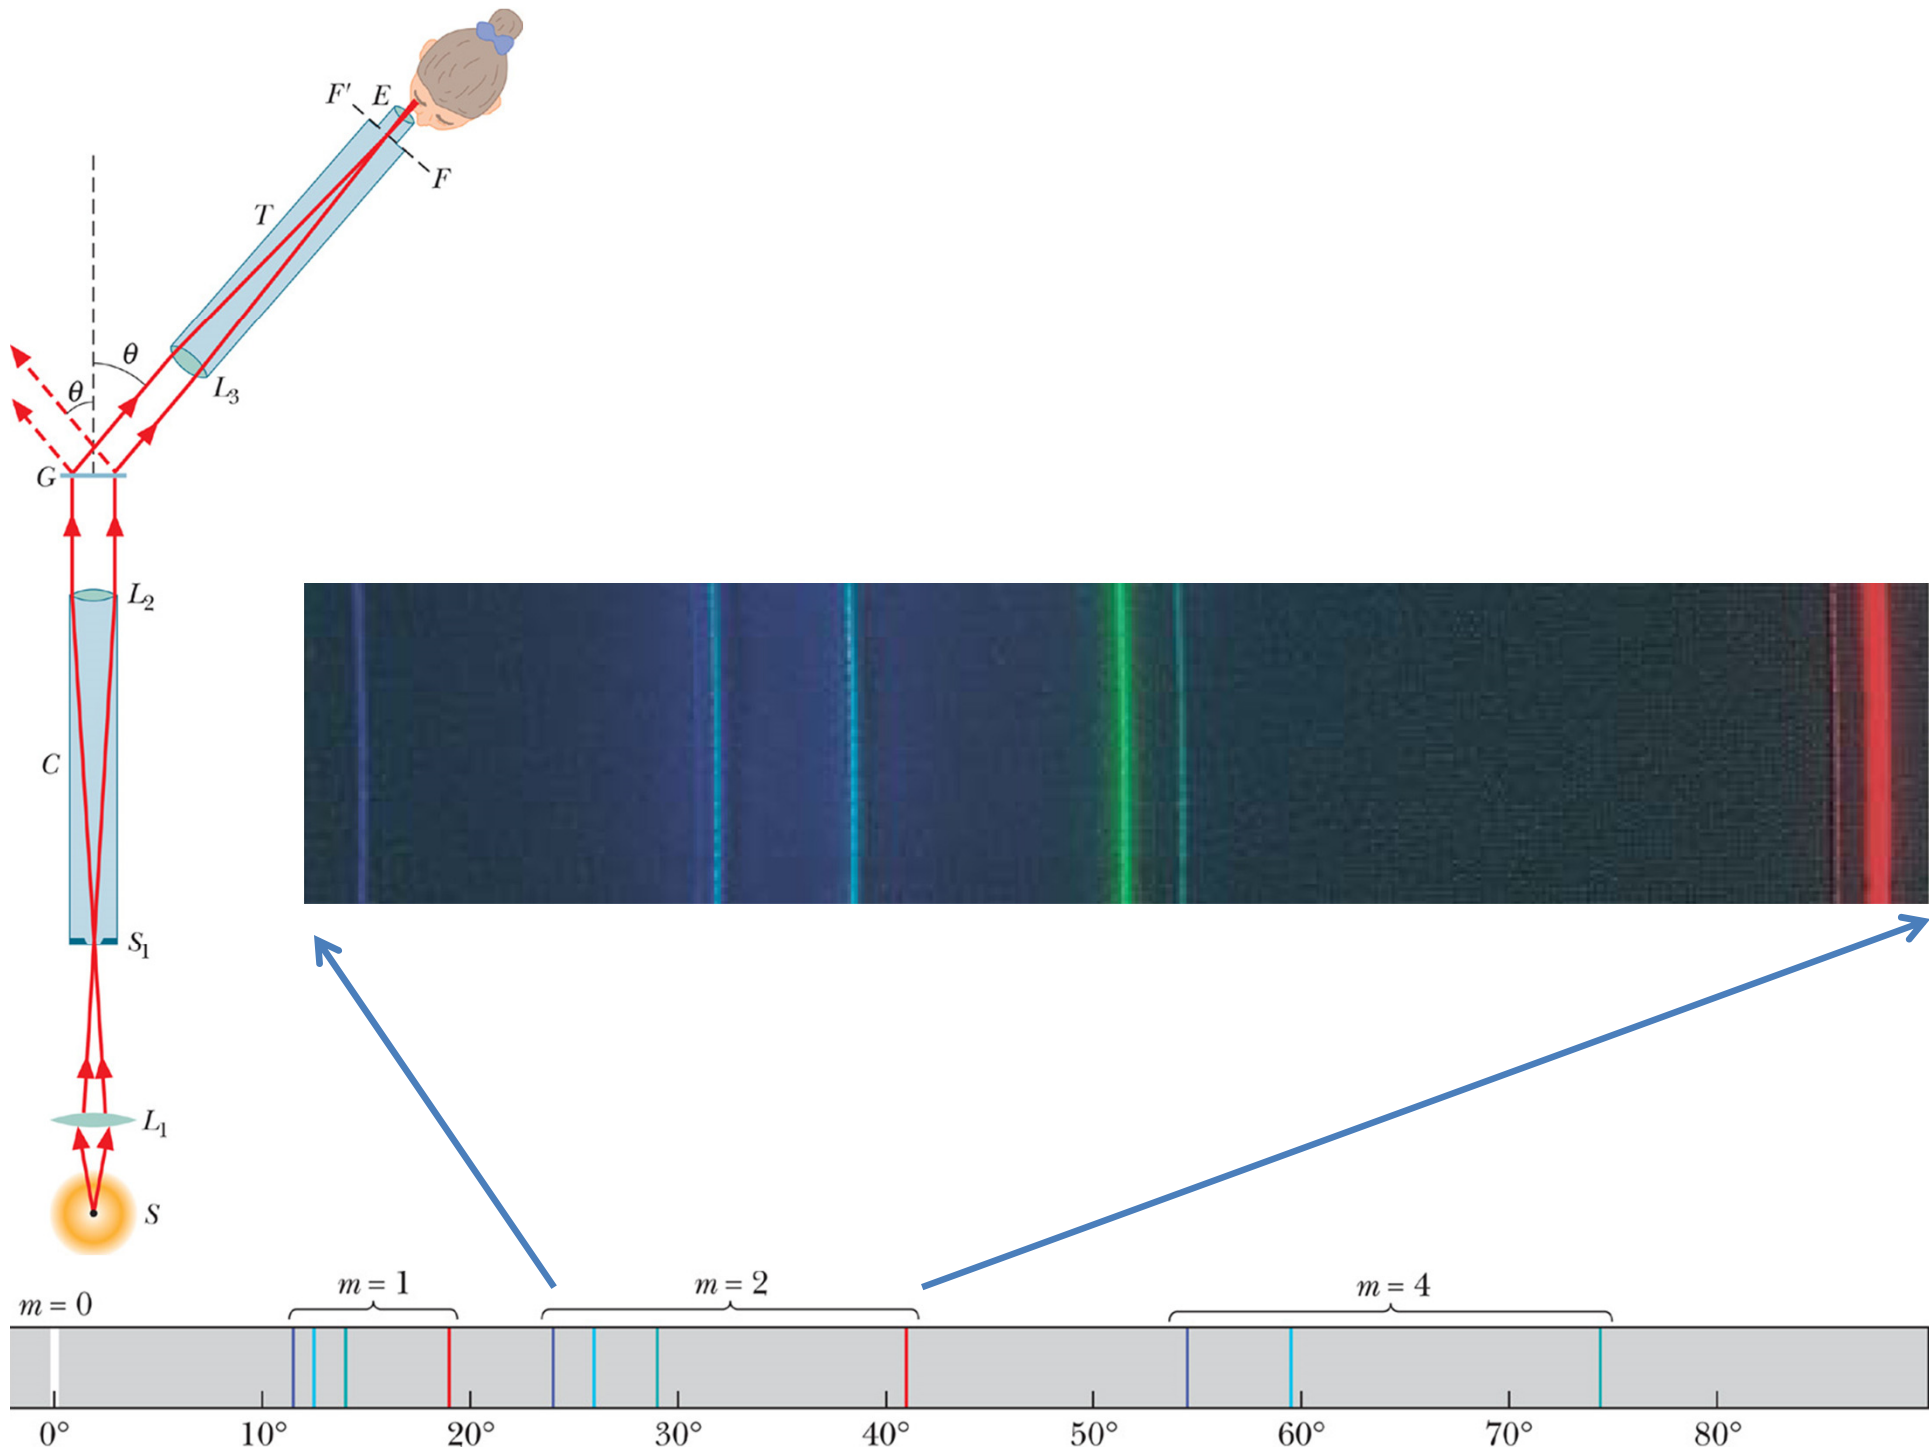 F′ E
F
T
θ
θ
L3
G
L2
C
S1
L1
S
m = 0
m = 1
m = 2
m = 4
0° 10° 20° 30° 40° 50° 60° 70° 80°